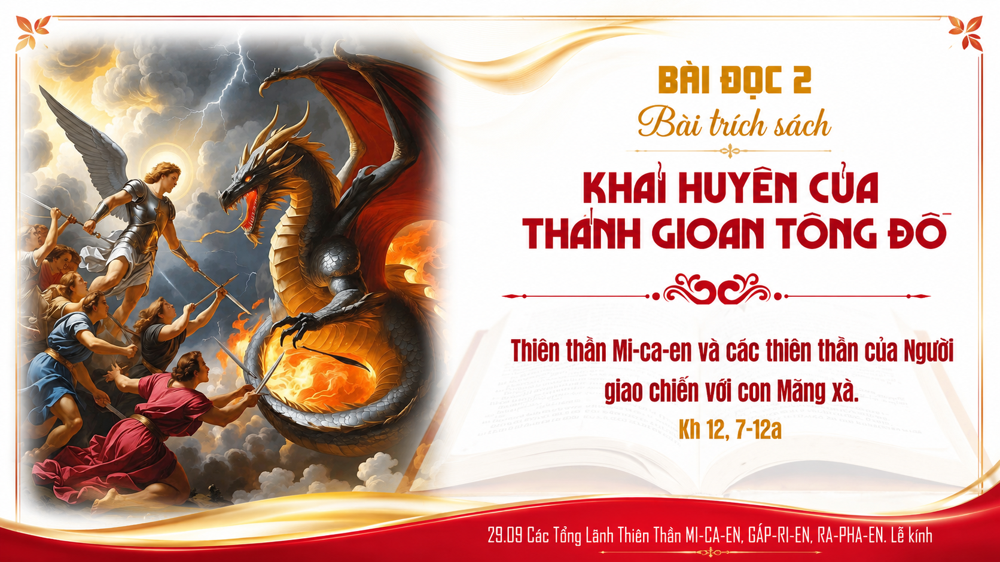 BÀI ĐỌC 2
Bài trích sách
KHẢI HUYÊN CỦA
THÁNH GIOAN TÔNG ĐỒ
Thiên thần Mi-ca-en và các thiên thần của Người
giao chiến với con Mãng xà.
Kh 12, 7-12a
29.09 Các Tổng Lãnh Thiên Thần MI-CA-EN, GÁP-RI-EN, RA-PHA-EN. Lễ kính